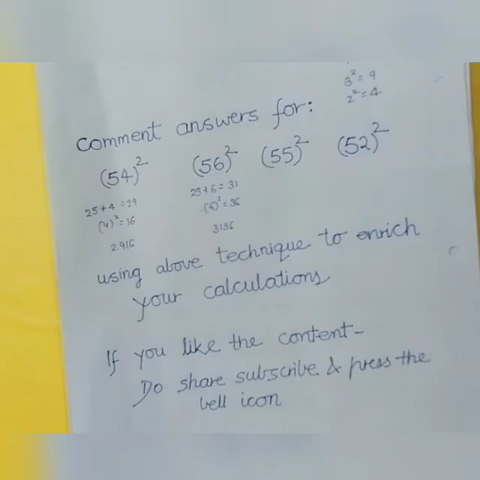 3² = 9
2² = 4
Comment answers for:
(54)² (56)² (55)² (52)²
25+4 = 29 25+6 = 31
(4)² = 16 (6)² = 36
2916 3136
using above technique to enrich
your calculations
If you like the content-
Do share subscribe & press the
bell icon